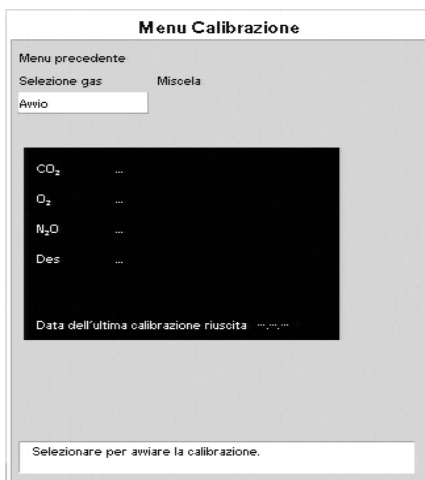 Menu Calibrazione
Menu precedente
Selezione gas Miscela
Avvio
CO₂ ...
O₂ ...
N₂O ...
Des ...
Data dell'ultima calibrazione riuscita ---.---.---
Selezionare per avviare la calibrazione.